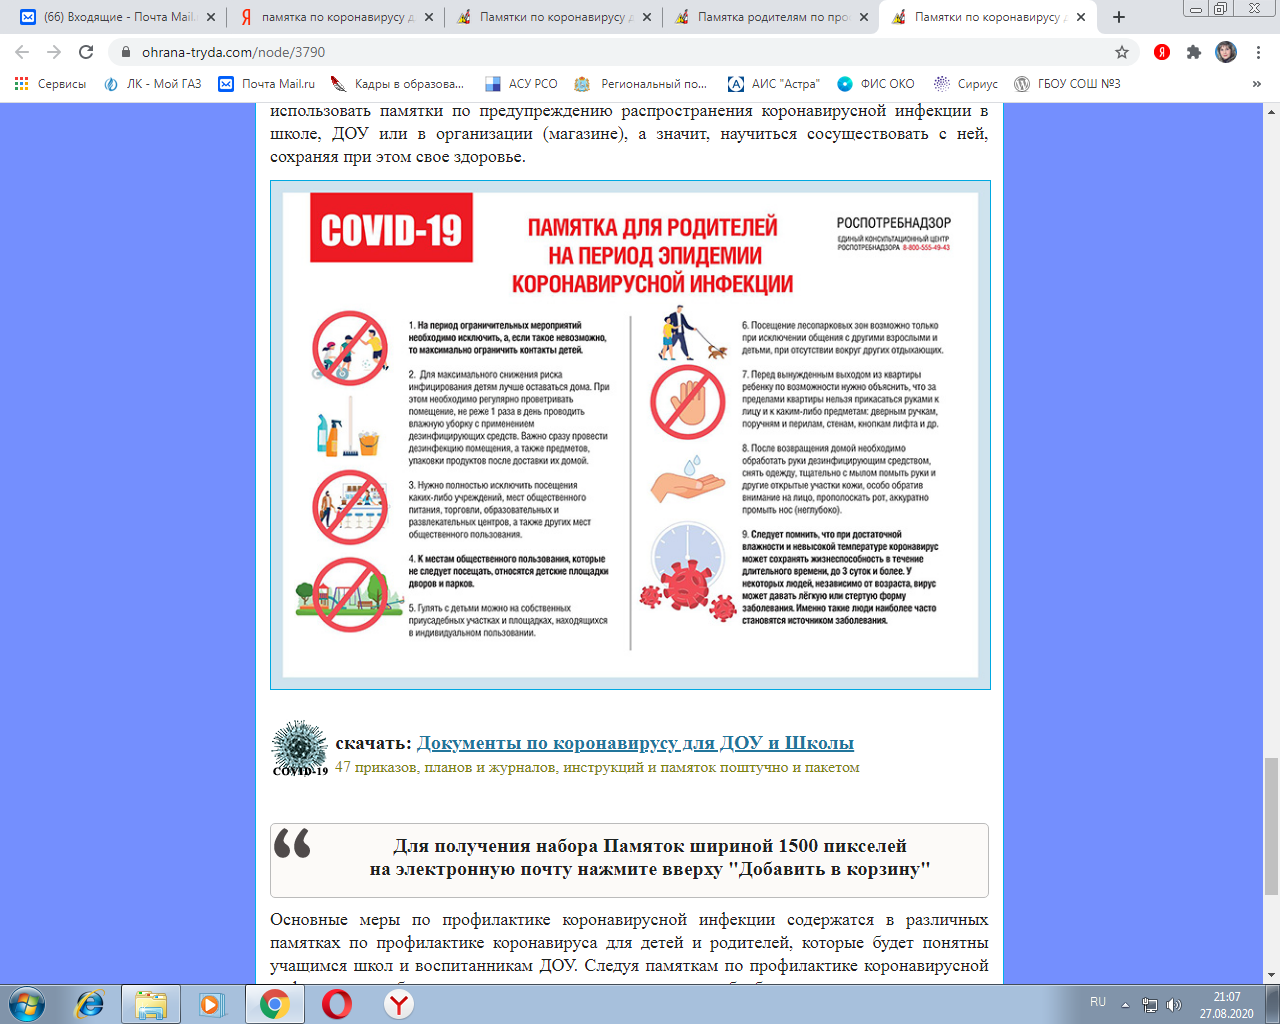 (66) Входящие - Почта Mail.
памятка по коронавирусу д
Памятки по коронавирусу д
Памятка родителям по про
Памятки по коронавирусу д
ohrana-tryda.com/node/3790
Сервисы
ЛК - Мой ГАЗ
Почта Mail.ru
Кадры в образова...
АСУ РСО
Региональный по...
АИС "Астра"
ФИС ОКО
Сириус
ГБОУ СОШ №3
»
использовать памятки по предупреждению распространения коронавирусной инфекции в
школе, ДОУ или в организации (магазине), а значит, научиться сосуществовать с ней,
сохраняя при этом свое здоровье.
COVID-19
ПАМЯТКА ДЛЯ РОДИТЕЛЕЙ
НА ПЕРИОД ЭПИДЕМИИ
КОРОНАВИРУСНОЙ ИНФЕКЦИИ
РОСПОТРЕБНАДЗОР
ЕДИНЫЙ КОНСУЛЬТАЦИОННЫЙ ЦЕНТР
РОСПОТРЕБНАДЗОРА 8-800-555-49-43
1. На период ограничительных мероприятий
необходимо исключить, а, если такое невозможно,
то максимально ограничить контакты детей.
2. Для максимального снижения риска
инфицирования детям лучше оставаться дома. При
этом необходимо регулярно проветривать
помещение, не реже 1 раза в день проводить
влажную уборку с применением
дезинфицирующих средств. Важно сразу провести
дезинфекцию помещения, а также предметов,
упаковки продуктов после доставки их домой.
3. Нужно полностью исключить посещения
каких-либо учреждений, мест общественного
питания, торговли, образовательных и
развлекательных центров, а также других мест
общественного пользования.
4. К местам общественного пользования, которые
не следует посещать, относятся детские площадки
дворов и парков.
5. Гулять с детьми можно на собственных
приусадебных участках и площадках, находящихся
в индивидуальном пользовании.
6. Посещение лесопарковых зон возможно только
при исключении общения с другими взрослыми и
детьми, при отсутствии вокруг других отдыхающих.
7. Перед вынужденным выходом из квартиры
ребенку по возможности нужно объяснить, что за
пределами квартиры нельзя прикасаться руками к
лицу и к каким-либо предметам: дверным ручкам,
поручням и перилам, стенам, кнопкам лифта и др.
8. После возвращения домой необходимо
обработать руки дезинфицирующим средством,
снять одежду, тщательно с мылом помыть руки и
другие открытые участки кожи, особо обратив
внимание на лицо, прополоскать рот, аккуратно
промыть нос (неглубоко).
9. Следует помнить, что при достаточной
влажности и невысокой температуре коронавирус
может сохранять жизнеспособность в течение
длительного времени, до 3 суток и более. У
некоторых людей, независимо от возраста, вирус
может давать лёгкую или стертую форму
заболевания. Именно такие люди наиболее часто
становятся источником заболевания.
COVID-19
скачать: Документы по коронавирусу для ДОУ и Школы
47 приказов, планов и журналов, инструкций и памяток поштучно и пакетом
Для получения набора Памяток шириной 1500 пикселей
на электронную почту нажмите вверху "Добавить в корзину"
Основные меры по профилактике коронавирусной инфекции содержатся в различных
памятках по профилактике коронавируса для детей и родителей, которые будет понятны
учащимся школ и воспитанникам ДОУ. Следуя памяткам по профилактике коронавирусной
RU
21:07
27.08.2020